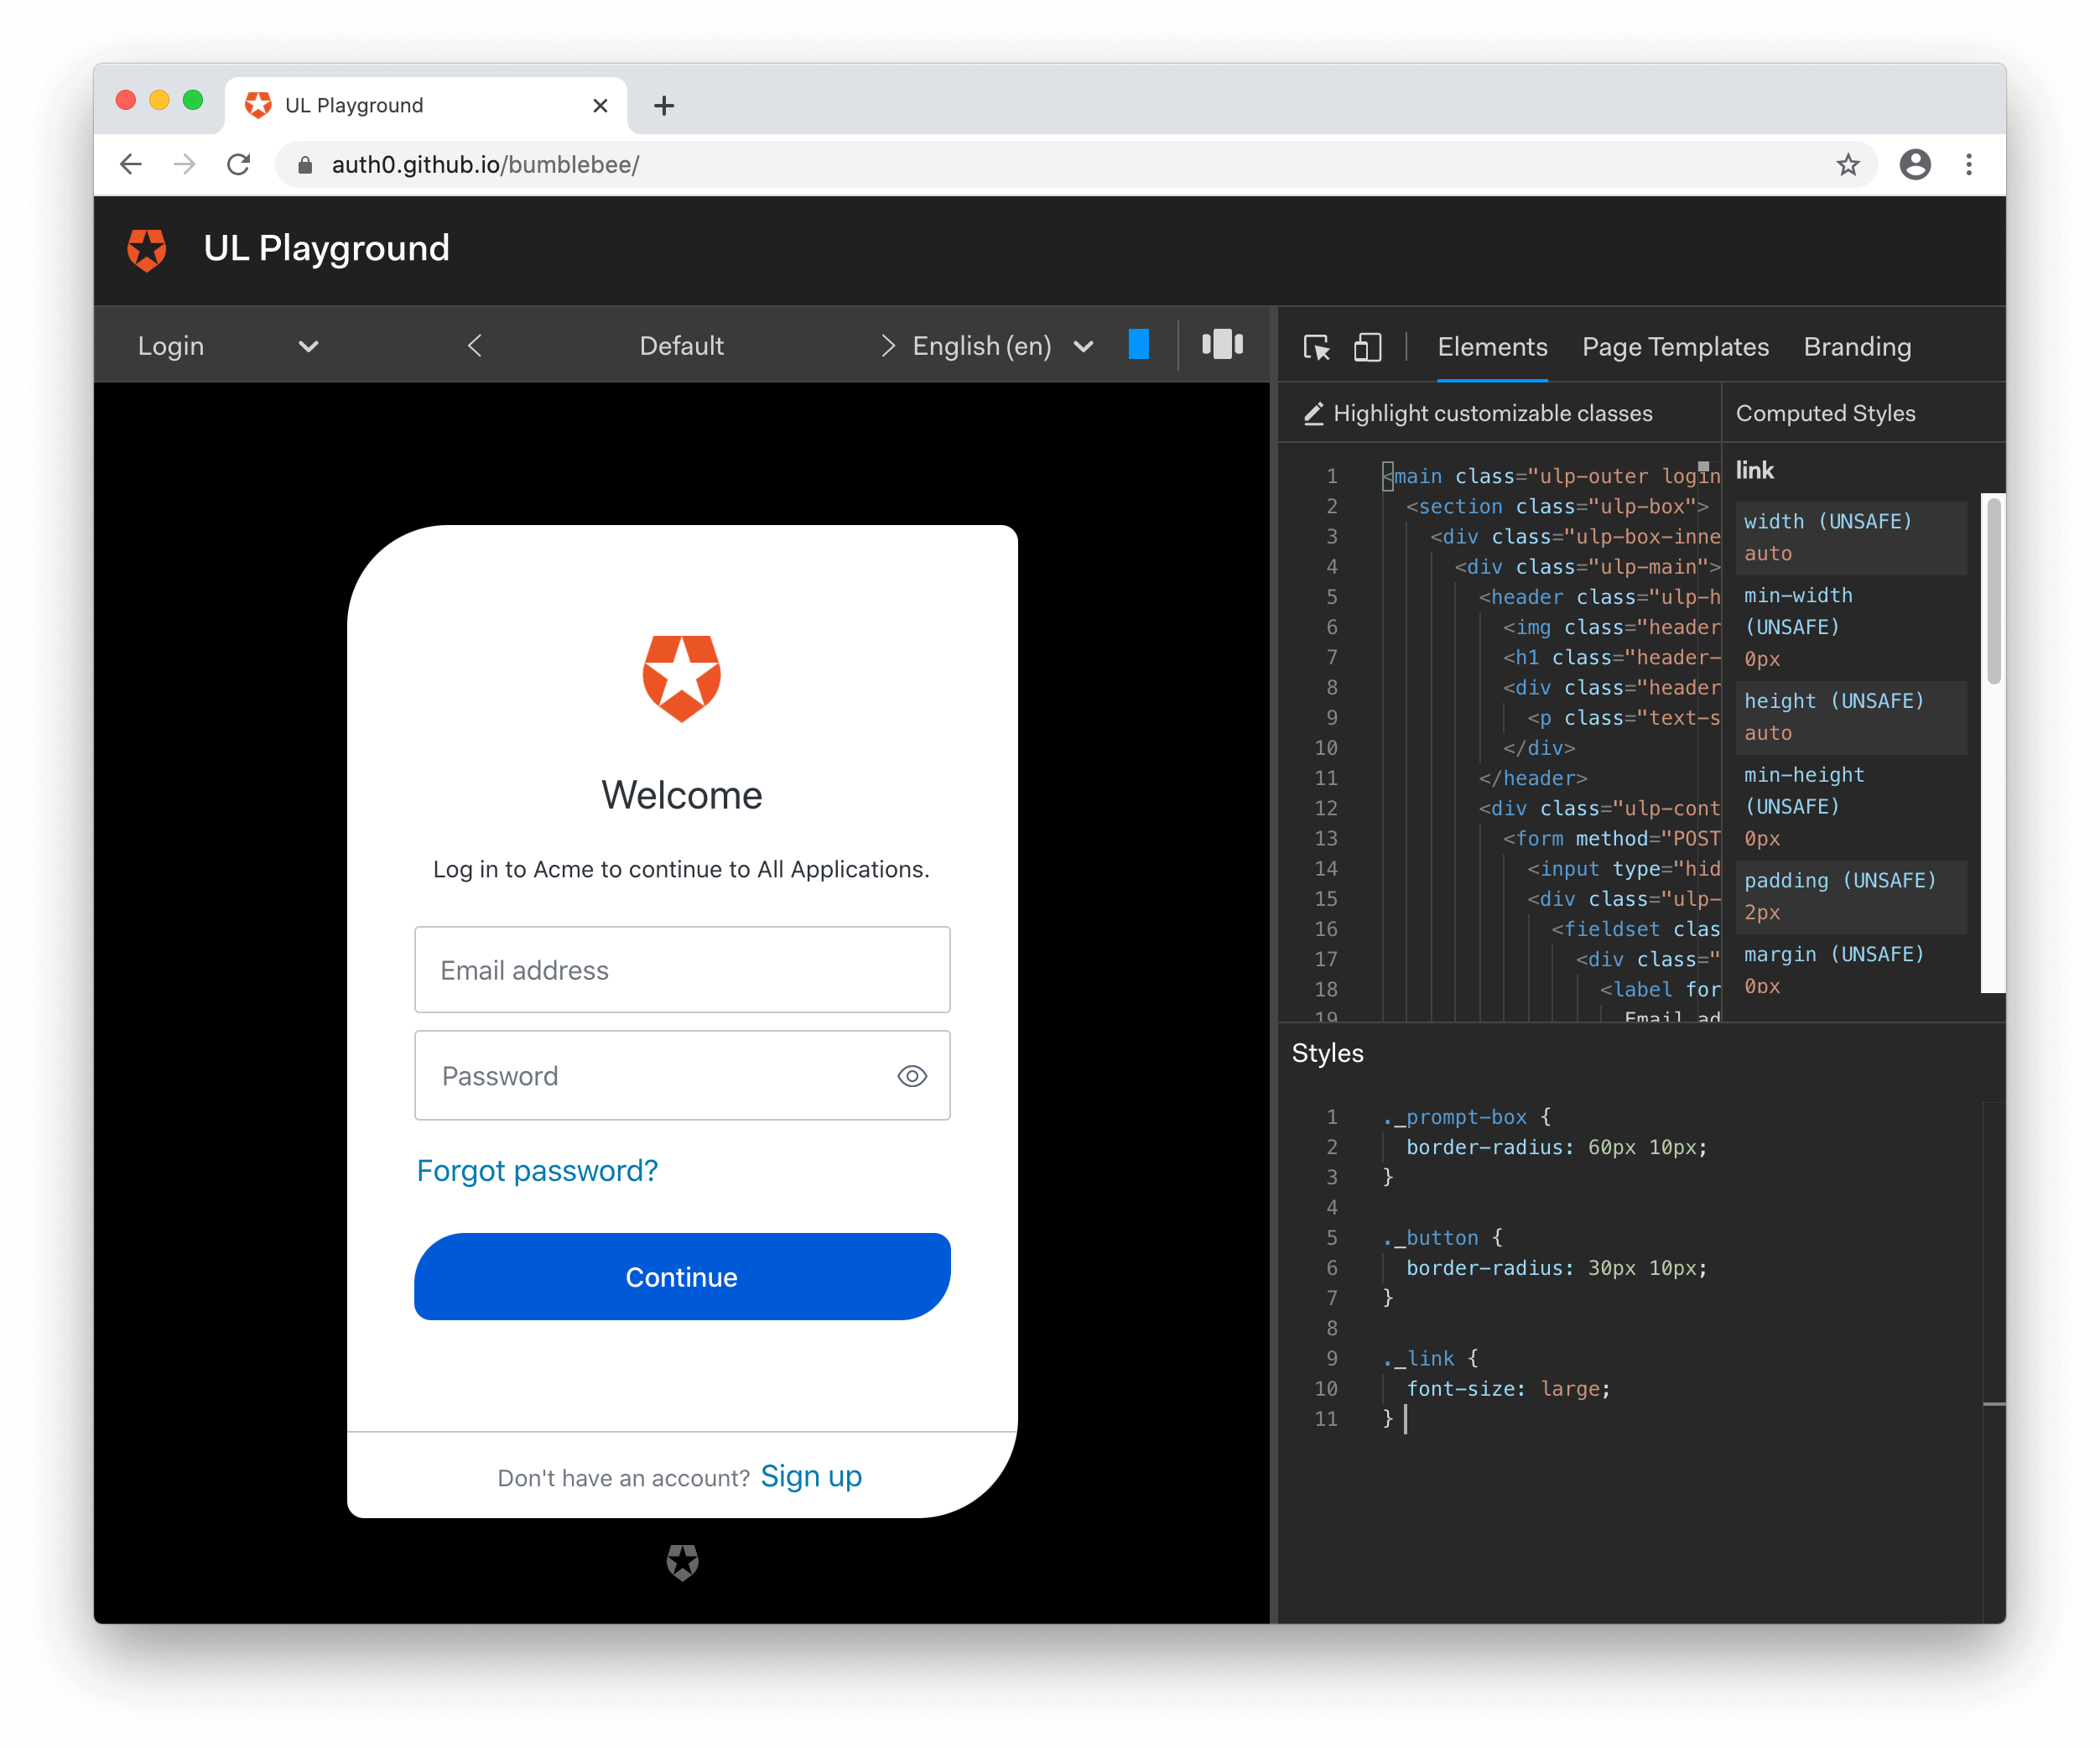 UL Playground
auth0.github.io/bumblebee/
UL Playground
Login
Default
English (en)
Elements
Page Templates
Branding
Welcome
Log in to Acme to continue to All Applications.
Email address
Password
Forgot password?
Continue
Don't have an account? Sign up
Highlight customizable classes
1 <main class="ulp-outer login
2 <section class="ulp-box">
3 <div class="ulp-box-inne
4 <div class="ulp-main">
5 <header class="ulp-h
6 <img class="header
7 <h1 class="header-
8 <div class="header
9 <p class="text-s
10 </div>
11 </header>
12 <div class="ulp-cont
13 <form method="POST
14 <input type="hid
15 <div class="ulp-
16 <fieldset clas
17 <div class="
18 <label for
19 Email ad
Computed Styles
link
width (UNSAFE)
auto
min-width
(UNSAFE)
0px
height (UNSAFE)
auto
min-height
(UNSAFE)
0px
padding (UNSAFE)
2px
margin (UNSAFE)
0px
Styles
1 ._prompt-box {
2 border-radius: 60px 10px;
3 }
4
5 ._button {
6 border-radius: 30px 10px;
7 }
8
9 ._link {
10 font-size: large;
11 }